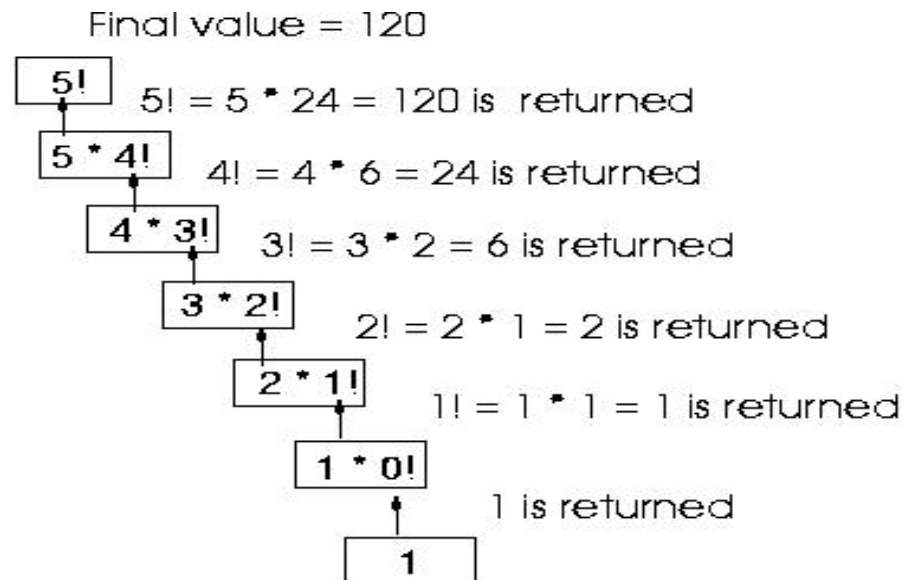 Final value = 120
5!
5! = 5 * 24 = 120 is returned
5 * 4!
4! = 4 * 6 = 24 is returned
4 * 3!
3! = 3 * 2 = 6 is returned
3 * 2!
2! = 2 * 1 = 2 is returned
2 * 1!
1! = 1 * 1 = 1 is returned
1 * 0!
1 is returned
1